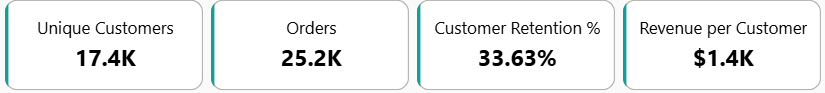 Unique Customers
17.4K
Orders
25.2K
Customer Retention %
33.63%
Revenue per Customer
$1.4K